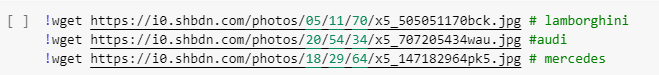 [ ] !wget https://i0.shbdn.com/photos/05/11/70/x5_505051170bck.jpg # lamborghini
!wget https://i0.shbdn.com/photos/20/54/34/x5_707205434wau.jpg #audi
!wget https://i0.shbdn.com/photos/18/29/64/x5_147182964pk5.jpg # mercedes